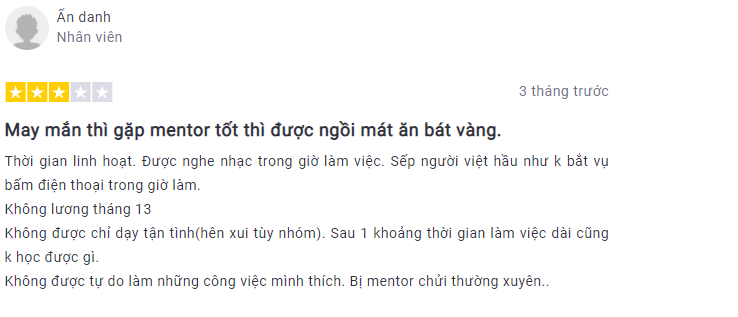 Ẩn danh
Nhân viên
3 tháng trước
May mắn thì gặp mentor tốt thì được ngồi mát ăn bát vàng.
Thời gian linh hoạt. Được nghe nhạc trong giờ làm việc. Sếp người việt hầu như k bắt vụ
bấm điện thoại trong giờ làm.
Không lương tháng 13
Không được chỉ dạy tận tình(hên xui tùy nhóm). Sau 1 khoảng thời gian làm việc dài cũng
k học được gì.
Không được tự do làm những công việc mình thích. Bị mentor chửi thường xuyên..